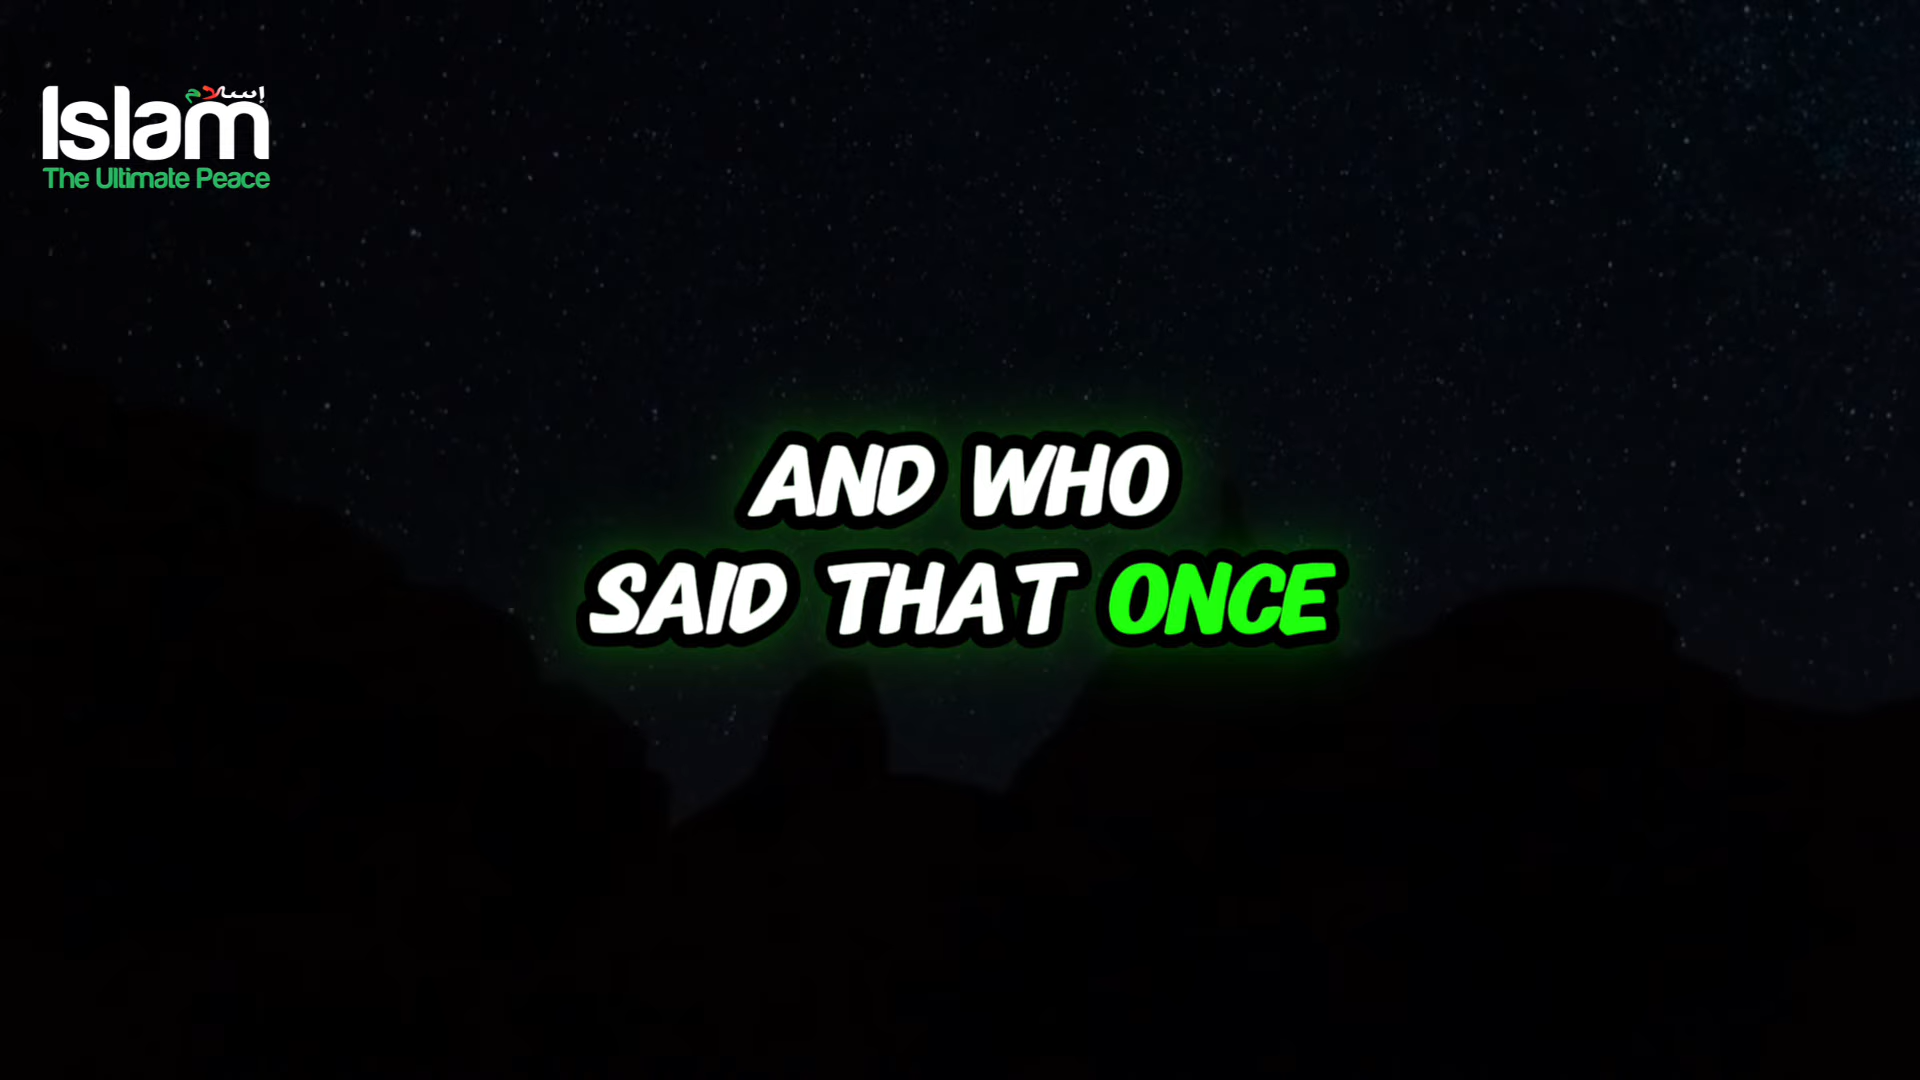 إسلام
Islam
The Ultimate Peace
AND WHO
SAID THAT ONCE